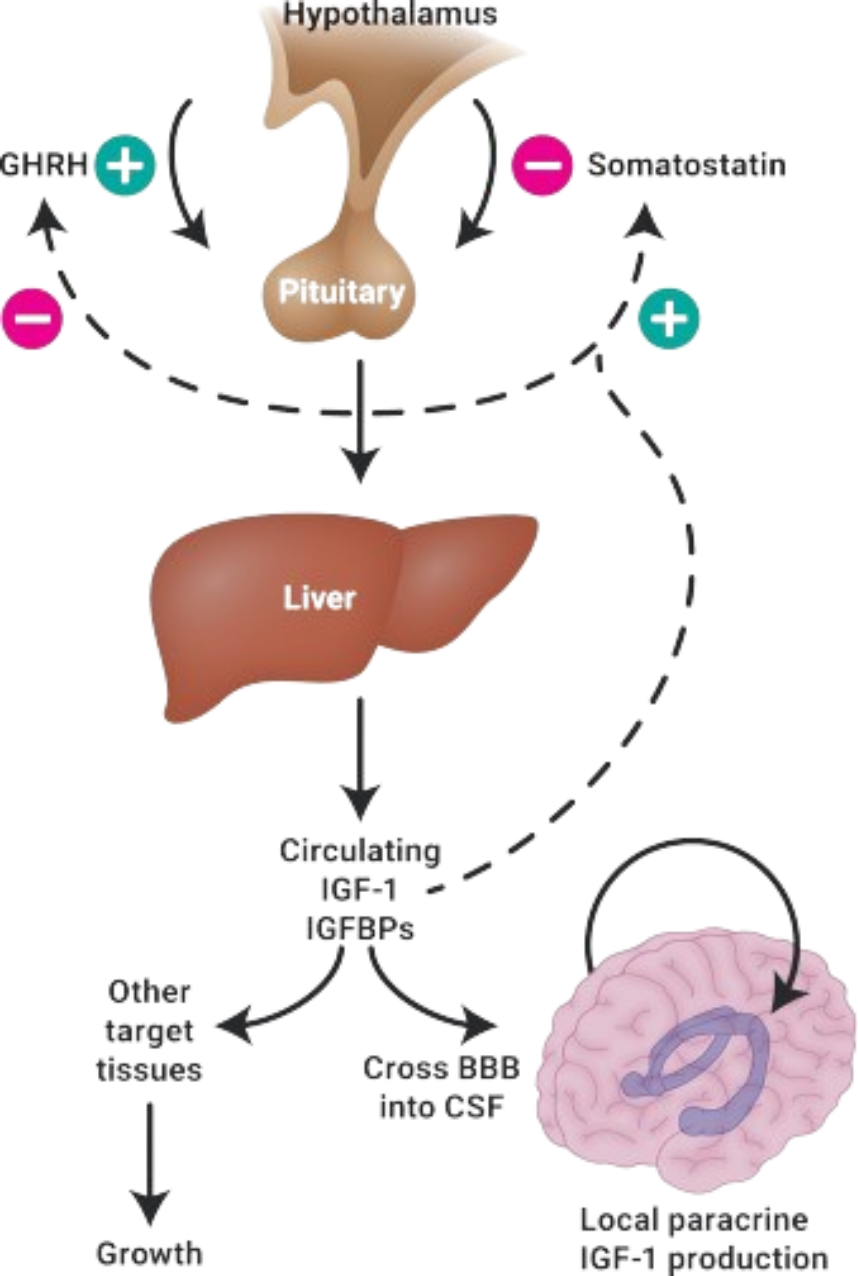 Hypothalamus
GHRH
+
−
Somatostatin
Pituitary
−
+
Liver
Circulating
IGF-1
IGFBPs
Other
target
tissues
Cross BBB
into CSF
Growth
Local paracrine
IGF-1 production